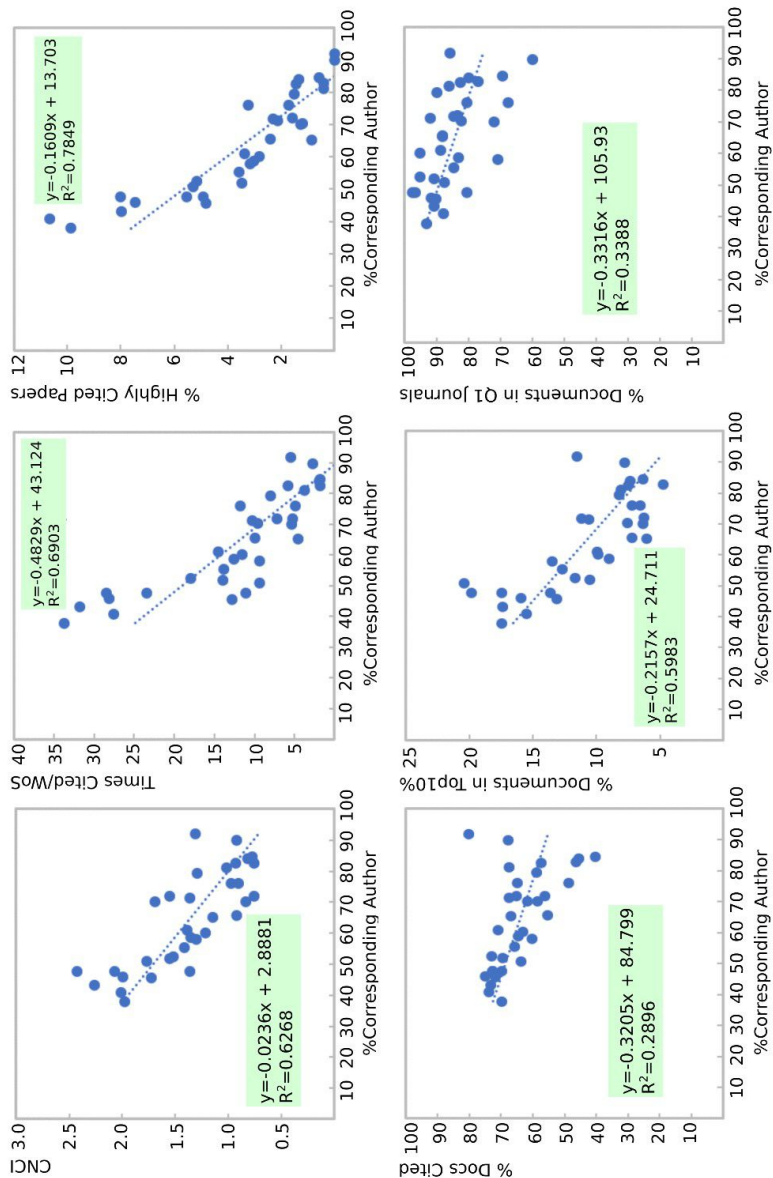 CNCI
3.0
2.5
2.0
1.5
1.0
0.5
10 20 30 40 50 60 70 80 90 100
%Corresponding Author
y=-0.0236x + 2.8881
R²=0.6268
Times Cited/WoS
40
35
30
25
20
15
10
5
10 20 30 40 50 60 70 80 90 100
%Corresponding Author
y=-0.4829x + 43.124
R²=0.6903
% Highly Cited Papers
12
10
8
6
4
2
10 20 30 40 50 60 70 80 90 100
%Corresponding Author
y=-0.1609x + 13.703
R²=0.7849
% Docs Cited
100
90
80
70
60
50
40
30
20
10
10 20 30 40 50 60 70 80 90 100
%Corresponding Author
y=-0.3205x + 84.799
R²=0.2896
% Documents in Top10%
25
20
15
10
5
10 20 30 40 50 60 70 80 90 100
%Corresponding Author
y=-0.2157x + 24.711
R²=0.5983
% Documents in Q1 Journals
100
90
80
70
60
50
40
30
20
10
10 20 30 40 50 60 70 80 90 100
%Corresponding Author
y=-0.3316x + 105.93
R²=0.3388